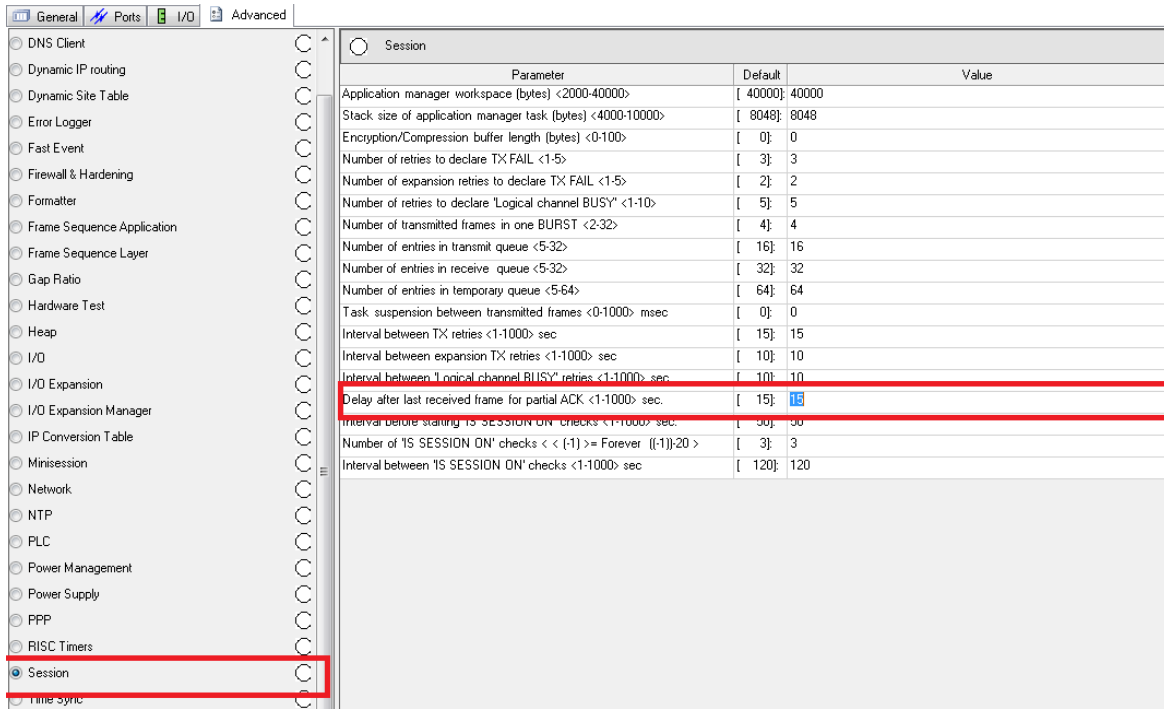 General Ports I/O Advanced
DNS Client
Dynamic IP routing
Dynamic Site Table
Error Logger
Fast Event
Firewall & Hardening
Formatter
Frame Sequence Application
Frame Sequence Layer
Gap Ratio
Hardware Test
Heap
I/O
I/O Expansion
I/O Expansion Manager
IP Conversion Table
Minisession
Network
NTP
PLC
Power Management
Power Supply
PPP
RISC Timers
Session
Time Sync
Session
Parameter Default Value
Application manager workspace (bytes) <2000-40000> [ 40000]: 40000
Stack size of application manager task (bytes) <4000-10000> [ 8048]: 8048
Encryption/Compression buffer length (bytes) <0-100> [ 0]: 0
Number of retries to declare TX FAIL <1-5> [ 3]: 3
Number of expansion retries to declare TX FAIL <1-5> [ 2]: 2
Number of retries to declare 'Logical channel BUSY' <1-10> [ 5]: 5
Number of transmitted frames in one BURST <2-32> [ 4]: 4
Number of entries in transmit queue <5-32> [ 16]: 16
Number of entries in receive queue <5-32> [ 32]: 32
Number of entries in temporary queue <5-64> [ 64]: 64
Task suspension between transmitted frames <0-1000> msec [ 0]: 0
Interval between TX retries <1-1000> sec [ 15]: 15
Interval between expansion TX retries <1-1000> sec [ 10]: 10
Interval between 'Logical channel BUSY' retries <1-1000> sec [ 10]: 10
Delay after last received frame for partial ACK <1-1000> sec. [ 15]: 15
Interval before starting 'IS SESSION ON' checks <1-1000> sec.
Number of 'IS SESSION ON' checks < < (-1) >= Forever ((-1))-20 > [ 3]: 3
Interval between 'IS SESSION ON' checks <1-1000> sec [ 120]: 120